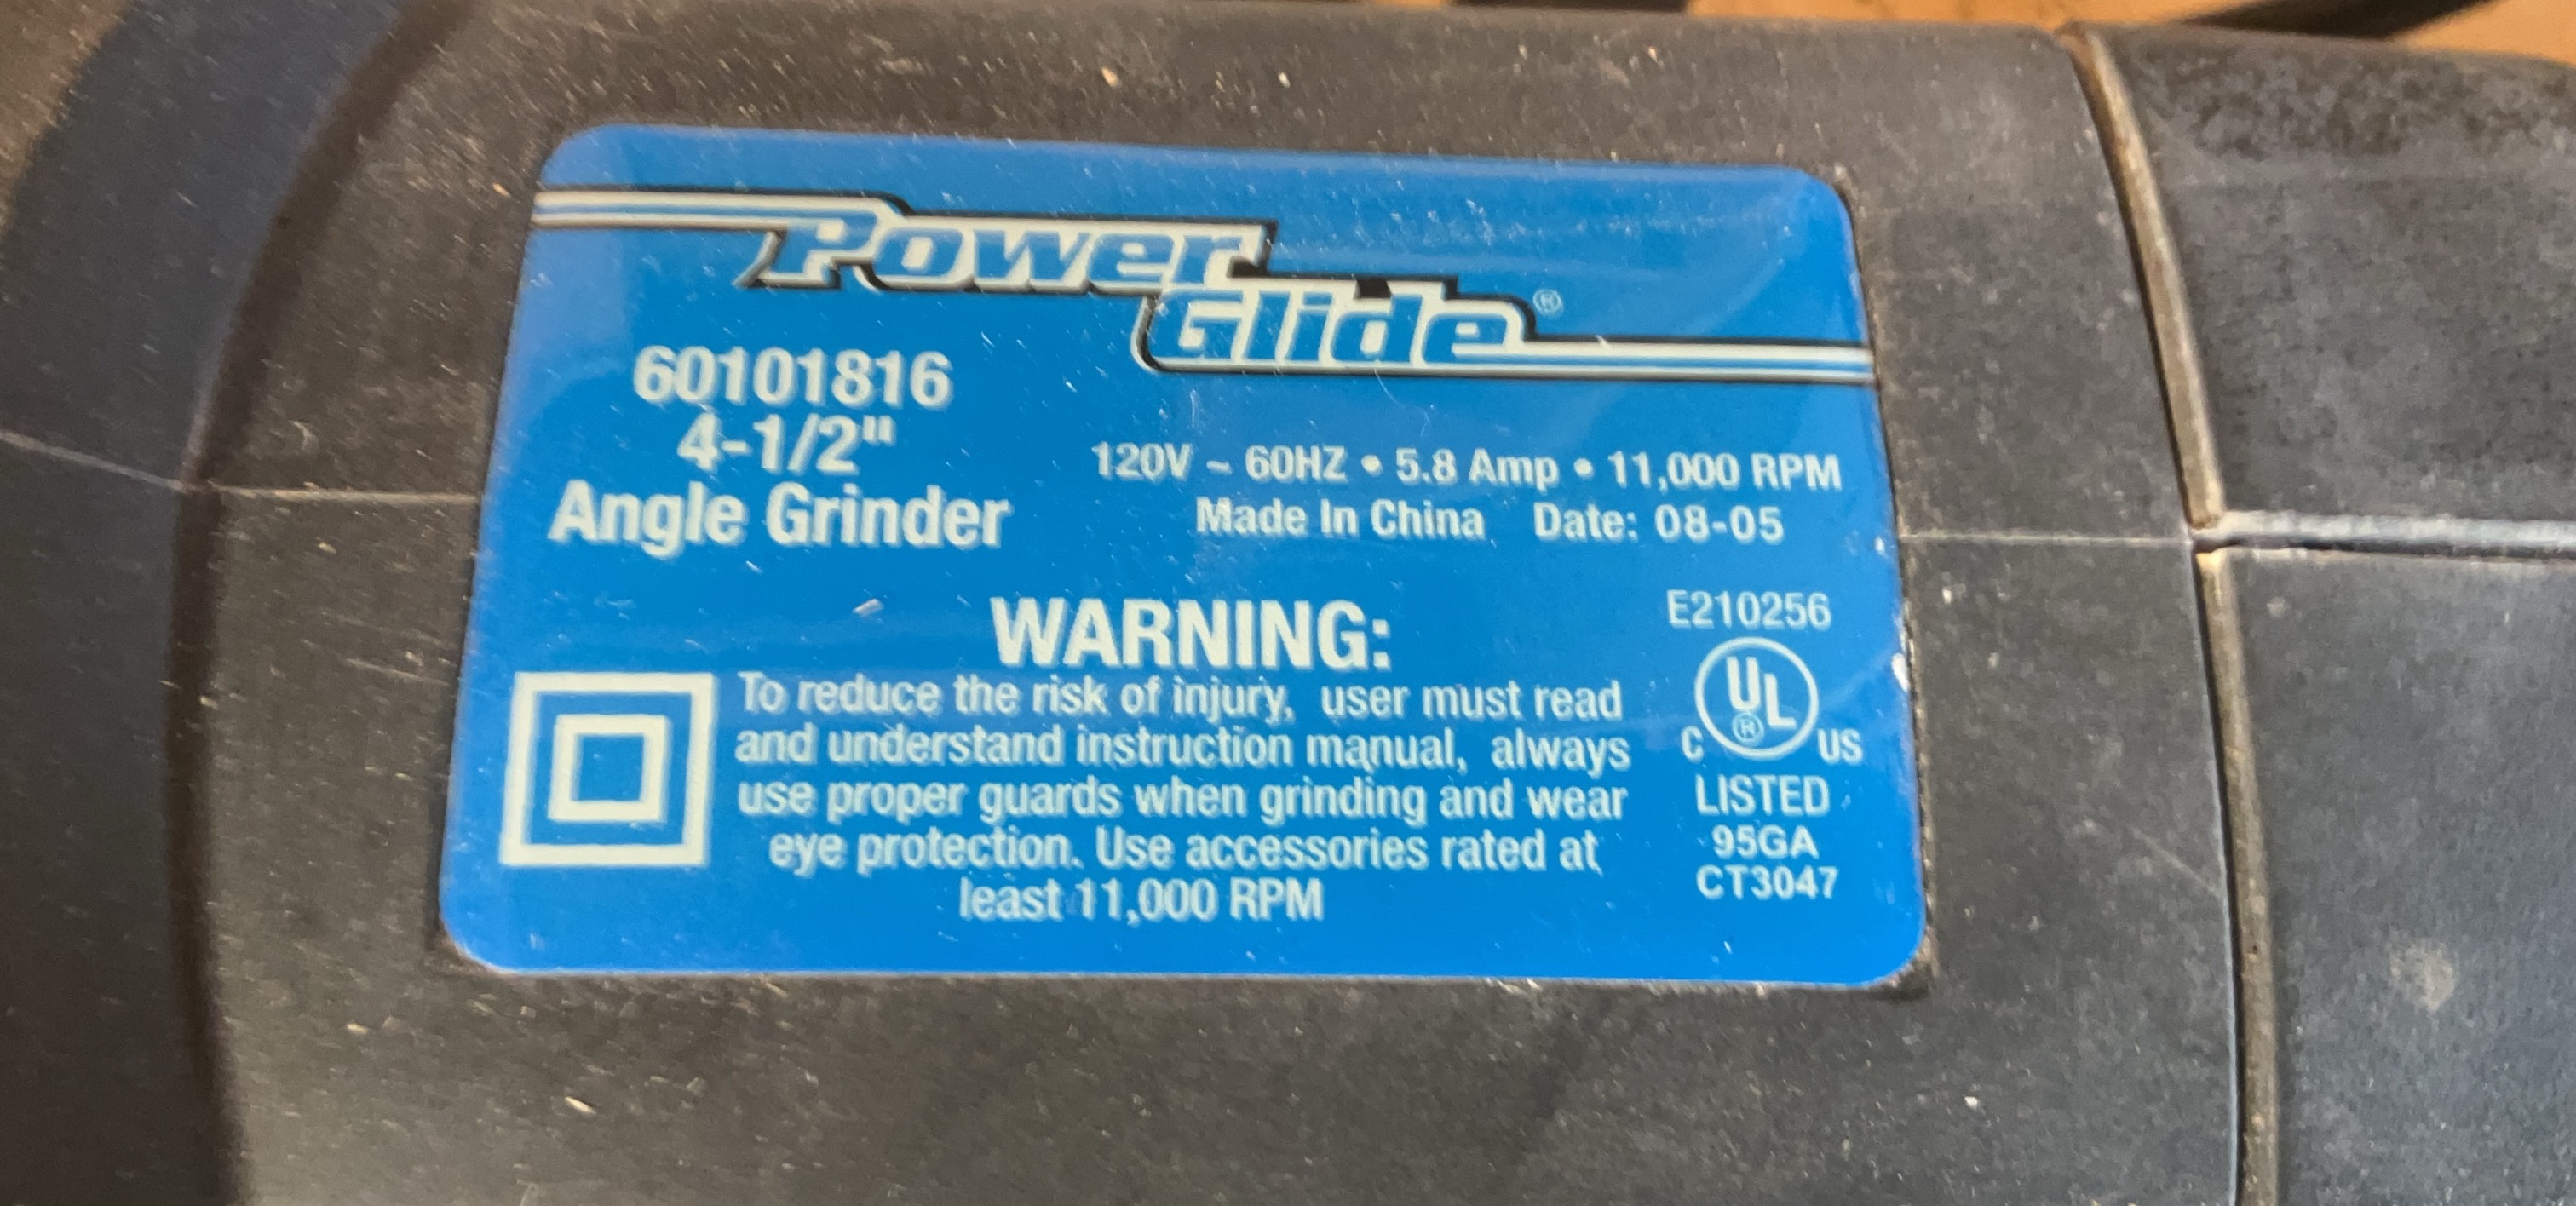 Power
Glide®
60101816
4-1/2"
Angle Grinder
120V ~ 60HZ • 5.8 Amp • 11,000 RPM
Made In China Date: 08-05
WARNING:
To reduce the risk of injury, user must read
and understand instruction manual, always
use proper guards when grinding and wear
eye protection. Use accessories rated at
least 11,000 RPM
E210256
UL®
C US
LISTED
95GA
CT3047